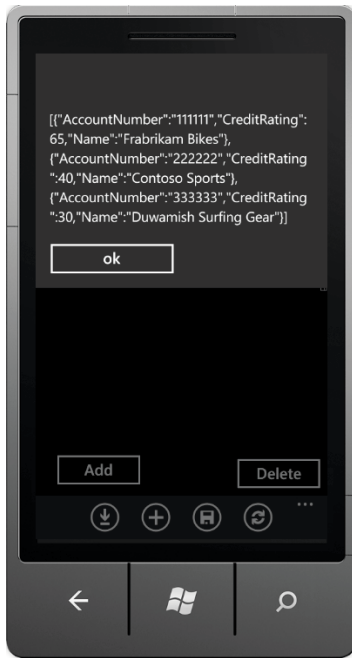 [{"AccountNumber":"111111","CreditRating":
65,"Name":"Frabrikam Bikes"},
{"AccountNumber":"222222","CreditRating
":40,"Name":"Contoso Sports"},
{"AccountNumber":"333333","CreditRating
":30,"Name":"Duwamish Surfing Gear"}]
ok
Add
Delete
...